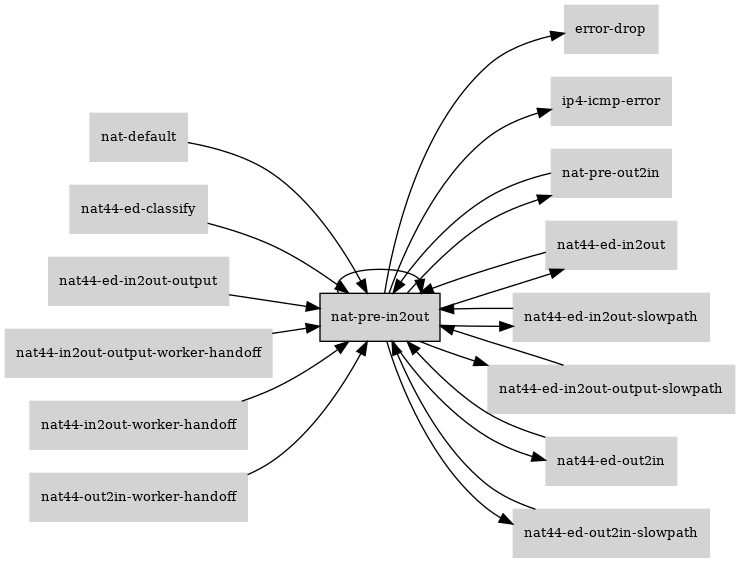 error-drop
ip4-icmp-error
nat-default
nat-pre-out2in
nat44-ed-classify
nat44-ed-in2out
nat44-ed-in2out-output
nat-pre-in2out
nat44-ed-in2out-slowpath
nat44-in2out-output-worker-handoff
nat44-ed-in2out-output-slowpath
nat44-in2out-worker-handoff
nat44-ed-out2in
nat44-out2in-worker-handoff
nat44-ed-out2in-slowpath